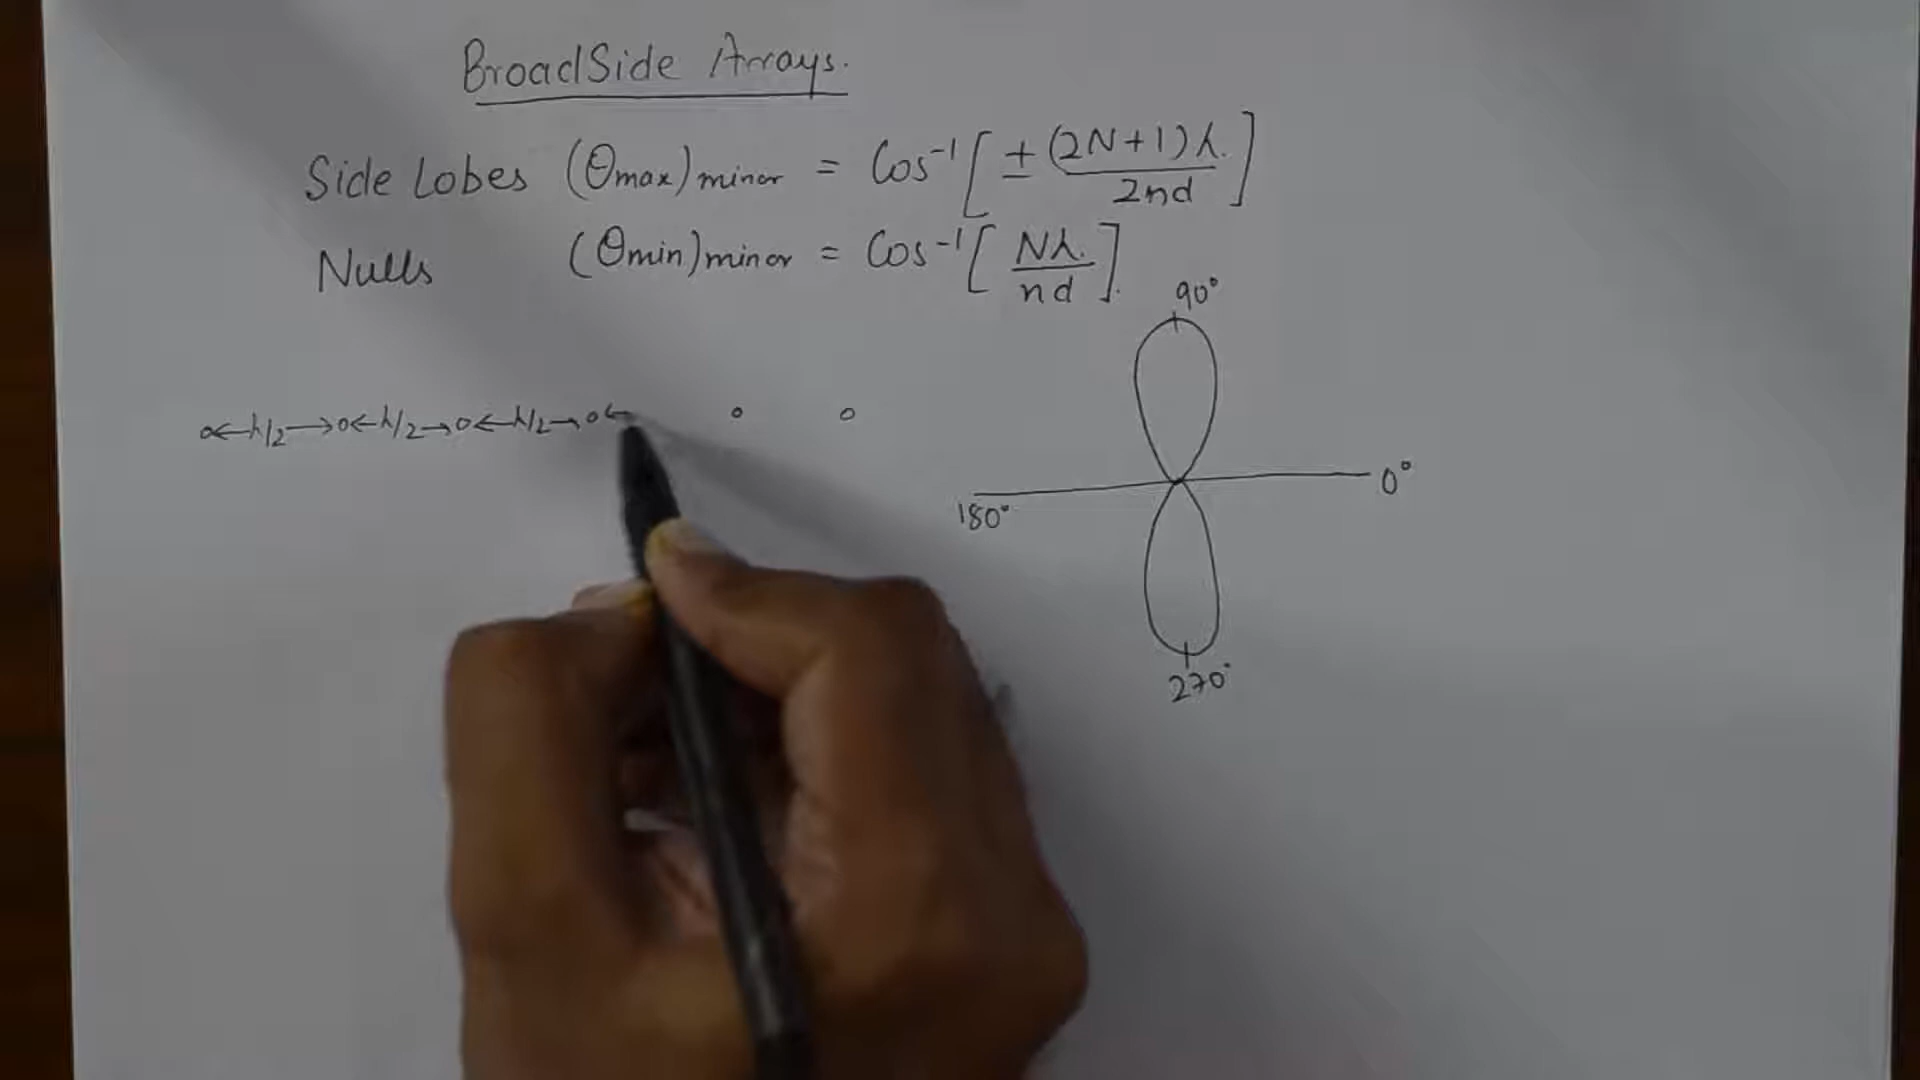 BroadSide Arrays.
Side Lobes (θmax)minor = Cos⁻¹[± (2N+1)λ / 2nd]
Nulls (θmin)minor = Cos⁻¹[Nλ / nd].
90°
λ/2 λ/2 λ/2
0°
180°
270°